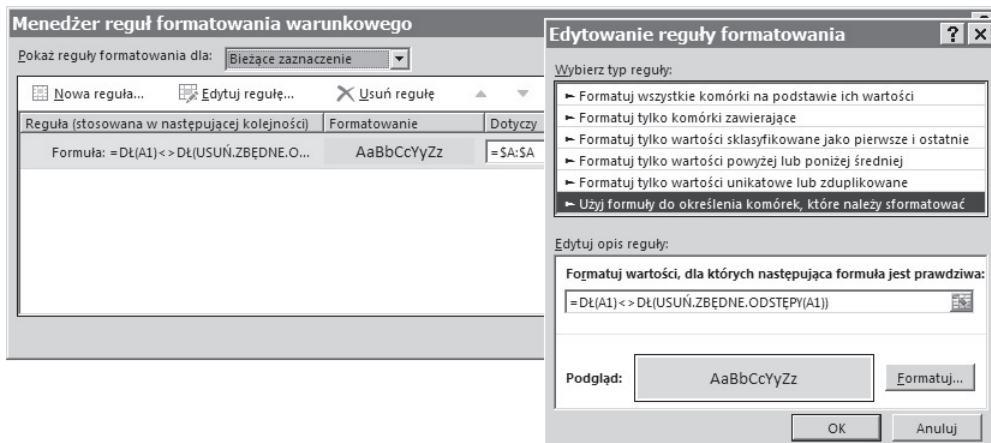 Menedżer reguł formatowania warunkowego
Pokaż reguły formatowania dla: Bieżące zaznaczenie
Nowa reguła... Edytuj regułę... Usuń regułę
Reguła (stosowana w następującej kolejności) Formatowanie Dotyczy
Formuła: =DŁ(A1)<>DŁ(USUŃ.ZBĘDNE.O... AaBbCcYyZz =$A:$A
Edytowanie reguły formatowania
Wybierz typ reguły:
► Formatuj wszystkie komórki na podstawie ich wartości
► Formatuj tylko komórki zawierające
► Formatuj tylko wartości sklasyfikowane jako pierwsze i ostatnie
► Formatuj tylko wartości powyżej lub poniżej średniej
► Formatuj tylko wartości unikatowe lub zduplikowane
► Użyj formuły do określenia komórek, które należy sformatować
Edytuj opis reguły:
Formatuj wartości, dla których następująca formuła jest prawdziwa:
=DŁ(A1)<>DŁ(USUŃ.ZBĘDNE.ODSTĘPY(A1))
Podgląd: AaBbCcYyZz Formatuj...
OK Anuluj